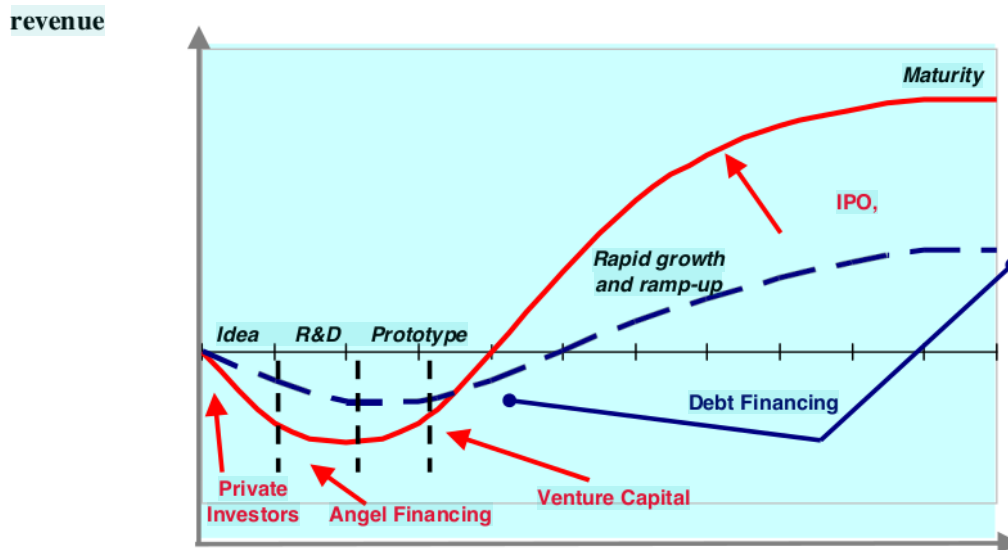 revenue
Maturity
IPO,
Rapid growth
and ramp-up
Idea R&D Prototype
Debt Financing
Private
Investors
Angel Financing
Venture Capital